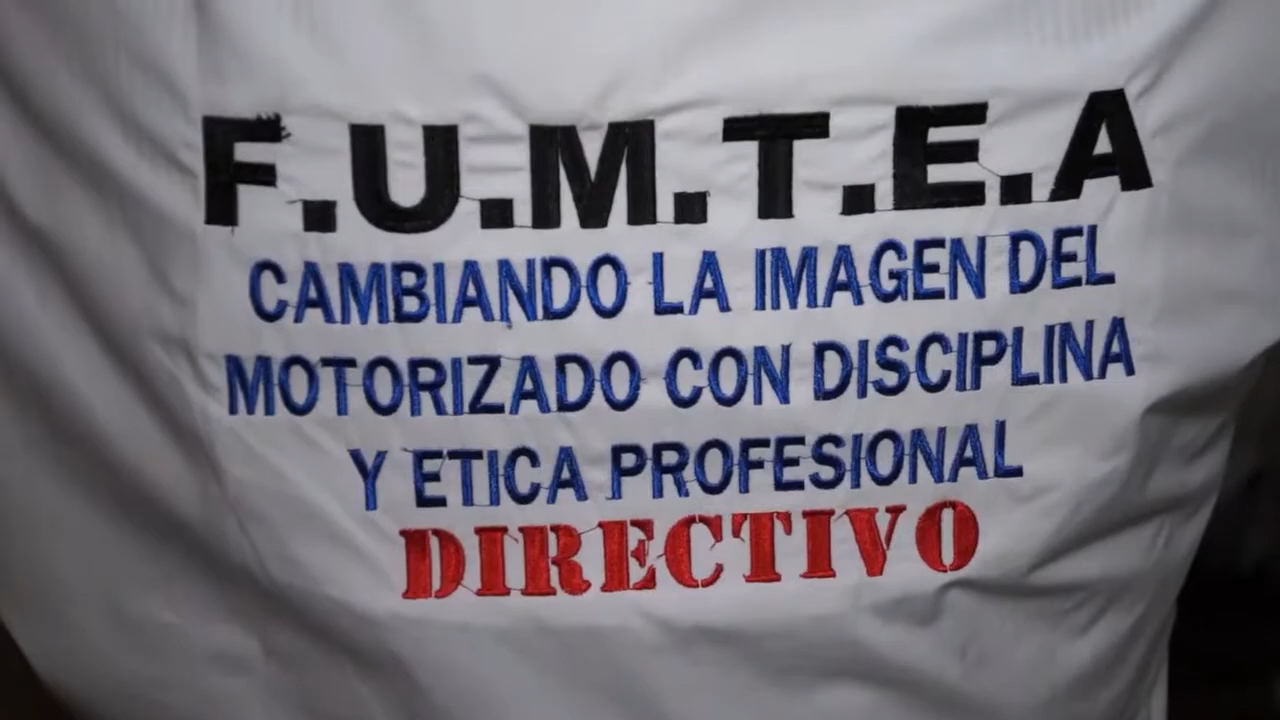 F.U.M.T.E.A
CAMBIANDO LA IMAGEN DEL
MOTORIZADO CON DISCIPLINA
Y ETICA PROFESIONAL
DIRECTIVO